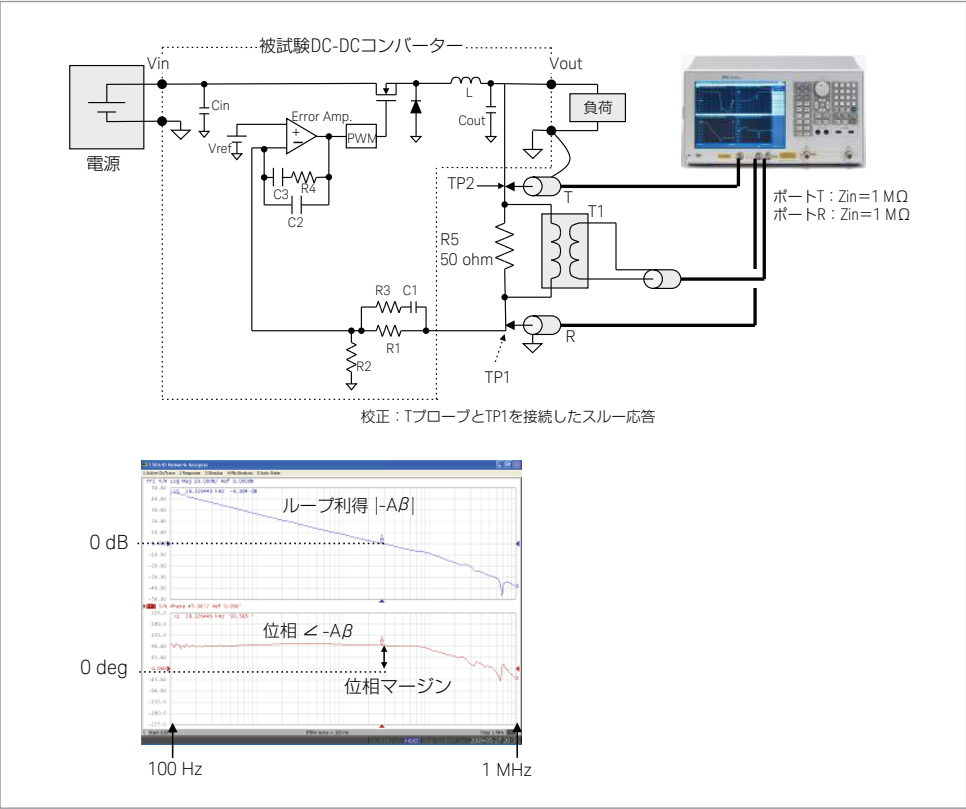 被試験DC-DCコンバーター
Vin
Vout
Cin
L
Cout
負荷
電源
Error Amp.
Vref
PWM
C3
R4
C2
TP2
T
T1
ポートT：Zin＝1 MΩ
ポートR：Zin＝1 MΩ
R5
50 ohm
R3
C1
R1
R2
R
TP1
校正：TプローブとTP1を接続したスルー応答
ループ利得 |-Aβ|
0 dB
位相 ∠ -Aβ
0 deg
位相マージン
100 Hz
1 MHz